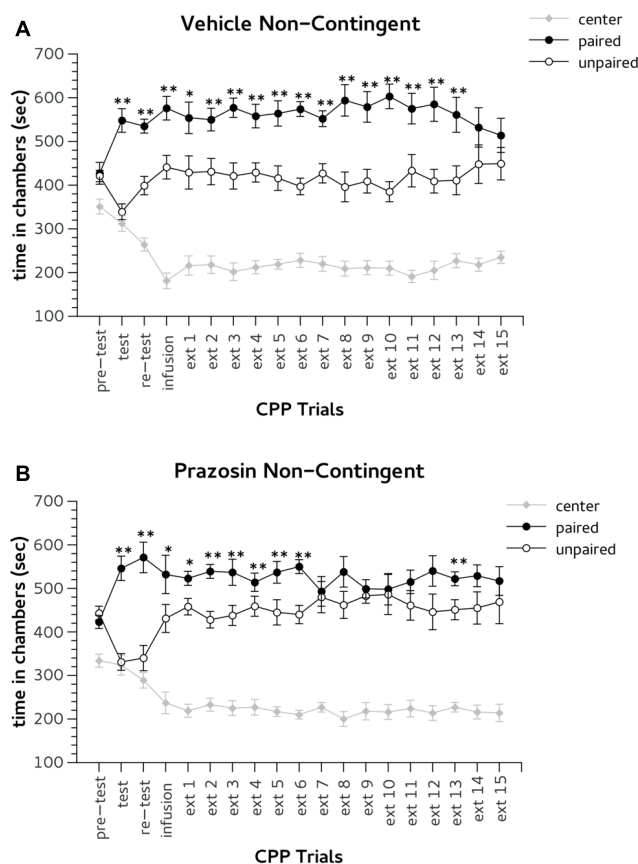 A
Vehicle Non-Contingent
center
paired
unpaired
time in chambers (sec)
700
600
500
400
300
200
100
** ** ** * ** ** ** ** ** ** ** ** ** ** ** **
pre-test test re-test infusion ext 1 ext 2 ext 3 ext 4 ext 5 ext 6 ext 7 ext 8 ext 9 ext 10 ext 11 ext 12 ext 13 ext 14 ext 15
CPP Trials
B
Prazosin Non-Contingent
center
paired
unpaired
time in chambers (sec)
700
600
500
400
300
200
100
** ** * * ** ** ** ** ** **
pre-test test re-test infusion ext 1 ext 2 ext 3 ext 4 ext 5 ext 6 ext 7 ext 8 ext 9 ext 10 ext 11 ext 12 ext 13 ext 14 ext 15
CPP Trials